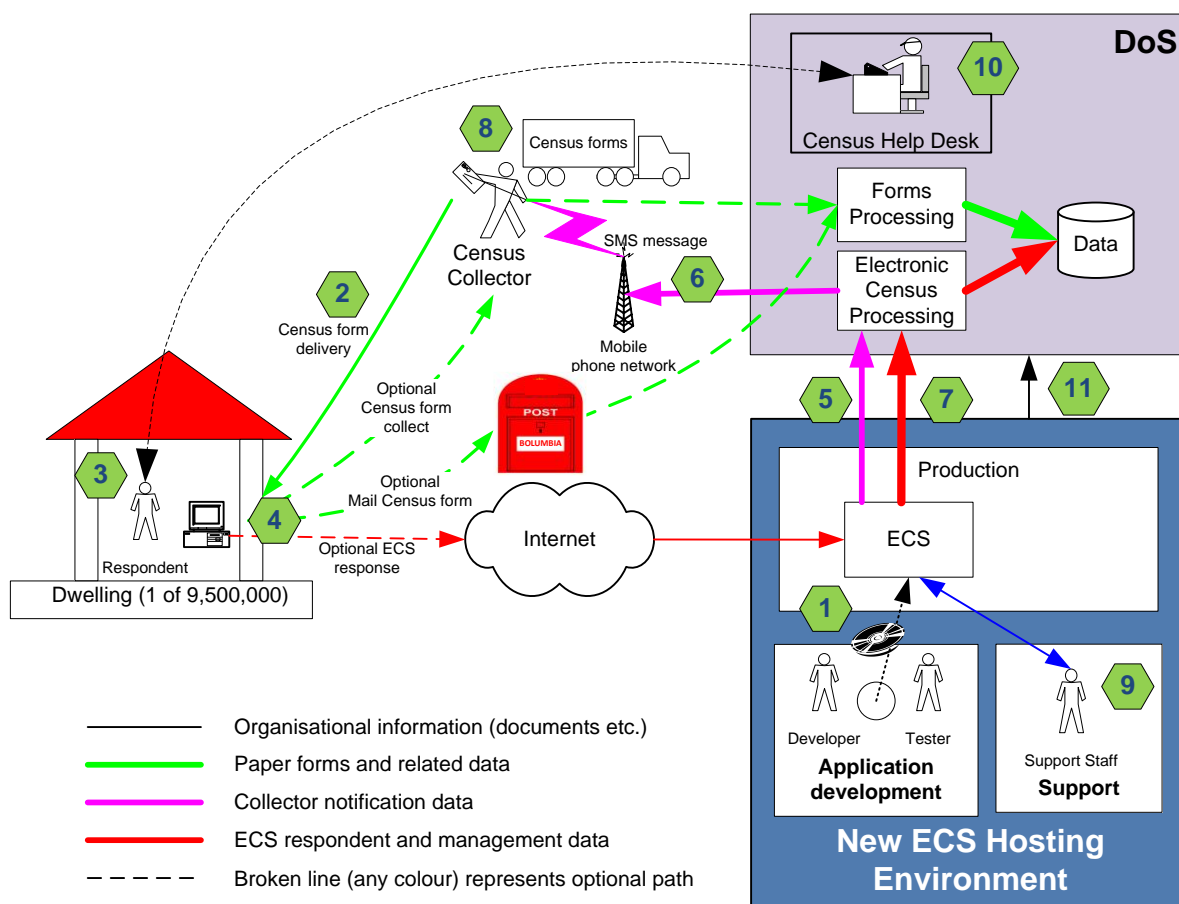 DoS
10
Census Help Desk
8
Census forms
Forms
Processing
Data
SMS message
Census
Collector
6
Electronic
Census
Processing
2
Census form
delivery
Mobile
phone network
Optional
Census form
collect
5
7
11
POST
BOLUMBIA
3
Optional
Mail Census form
Production
4
Internet
ECS
Optional ECS
response
Respondent
Dwelling (1 of 9,500,000)
1
9
Developer
Tester
Application
development
Support Staff
Support
New ECS Hosting
Environment
Organisational information (documents etc.)
Paper forms and related data
Collector notification data
ECS respondent and management data
Broken line (any colour) represents optional path